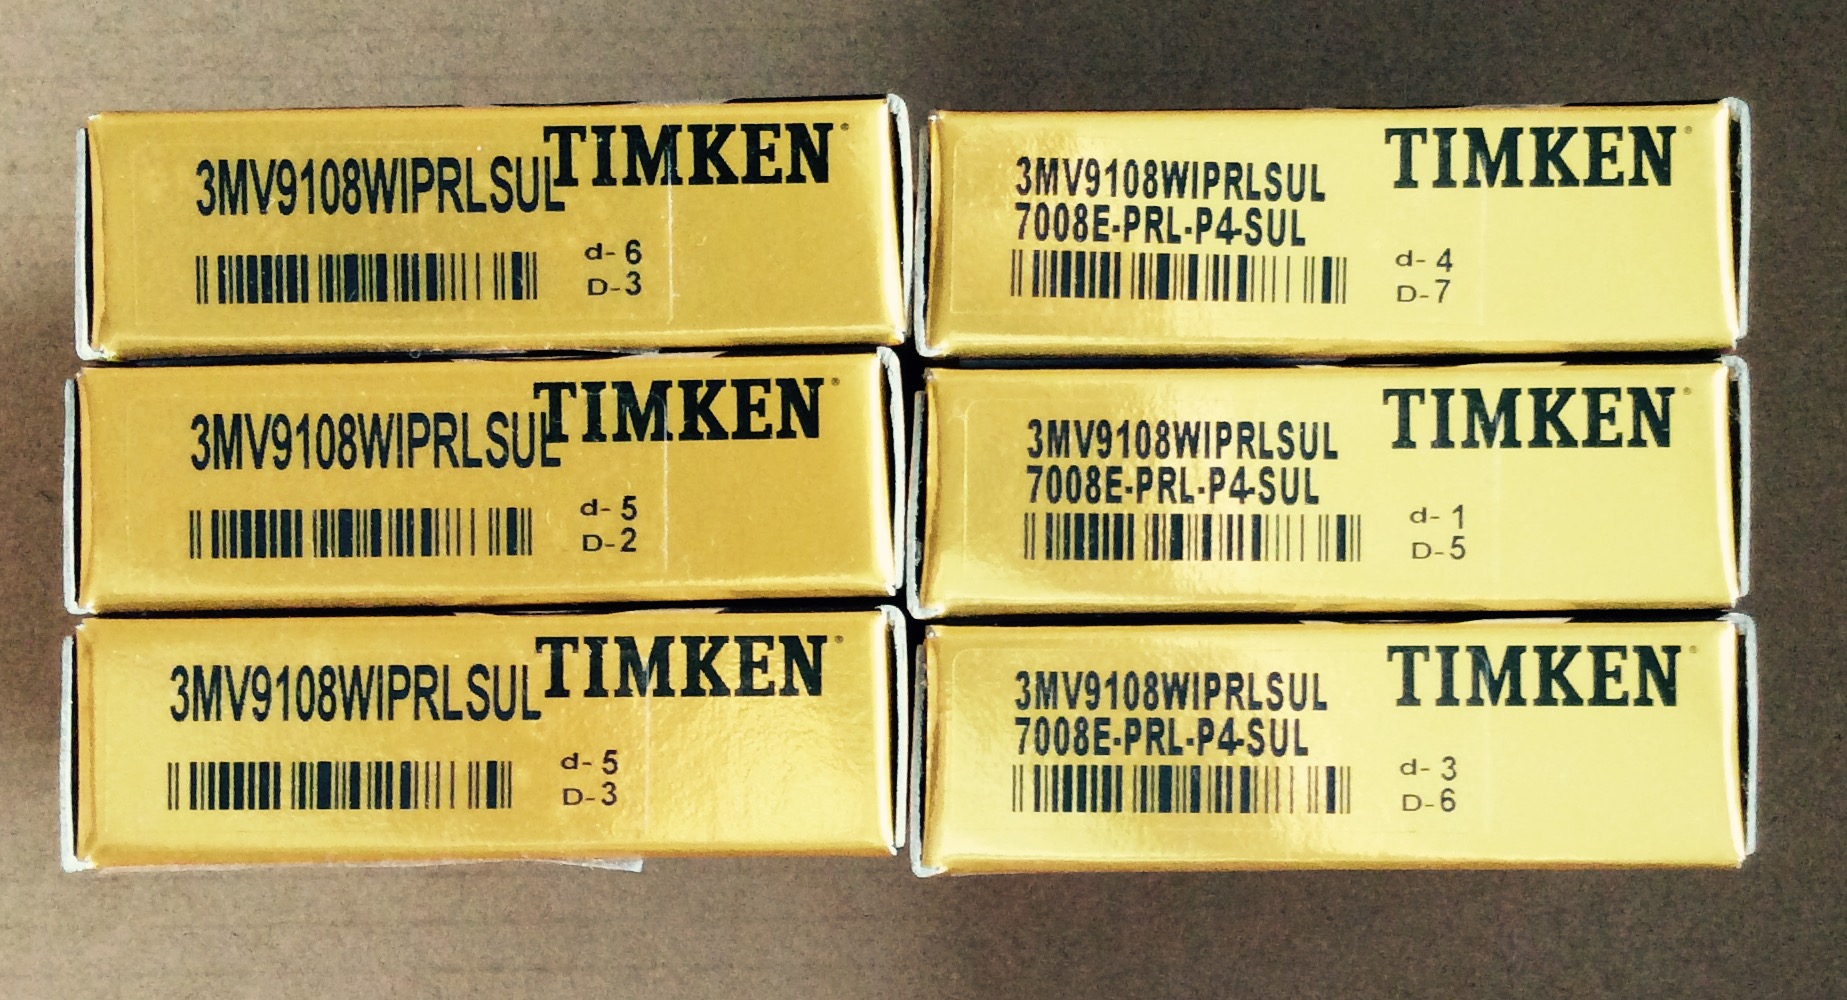 3MV9108WIPRLSUL TIMKEN®
d- 6
D-3
3MV9108WIPRLSUL TIMKEN®
7008E-PRL-P4-SUL
d- 4
D-7
3MV9108WIPRLSUL TIMKEN®
d- 5
D-2
3MV9108WIPRLSUL TIMKEN®
7008E-PRL-P4-SUL
d- 1
D-5
3MV9108WIPRLSUL TIMKEN®
d- 5
D-3
3MV9108WIPRLSUL TIMKEN®
7008E-PRL-P4-SUL
d- 3
D-6